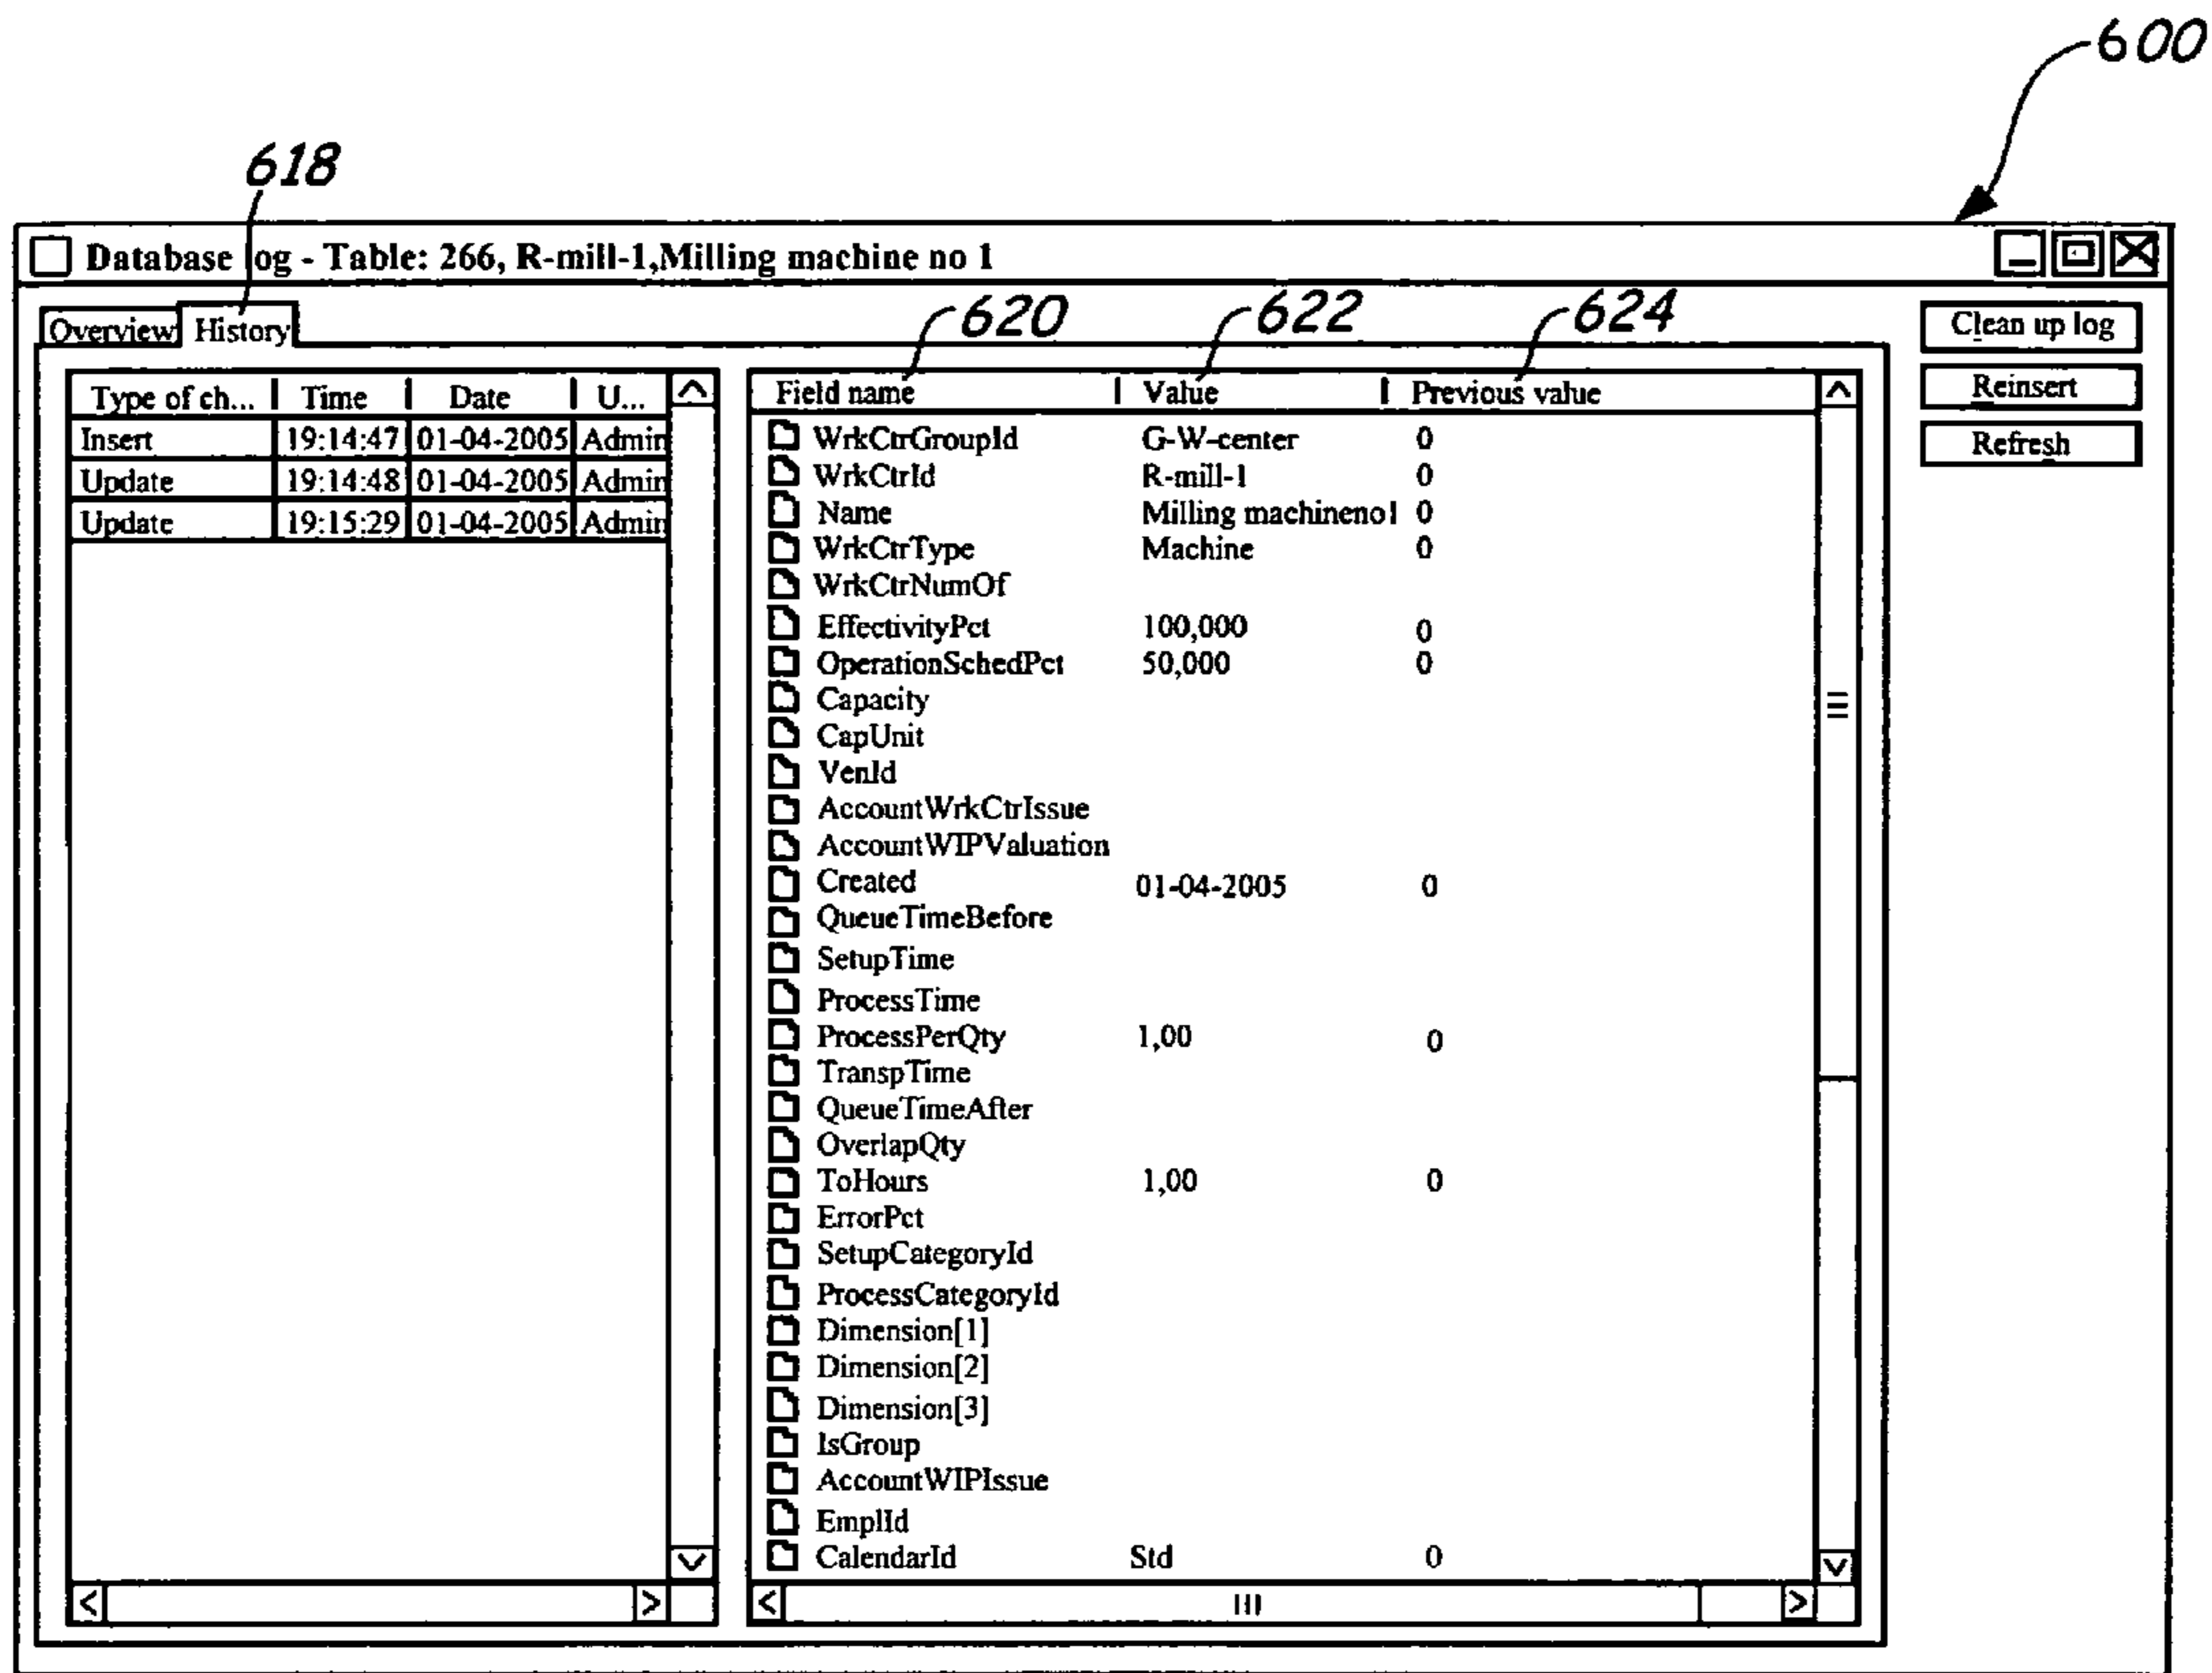 600
618
Database log - Table: 266, R-mill-1,Milling machine no 1
Overview History 620 622 624
Clean up log
Reinsert
Refresh
Type of ch... Time Date U...
Insert 19:14:47 01-04-2005 Admin
Update 19:14:48 01-04-2005 Admin
Update 19:15:29 01-04-2005 Admin
Field name Value Previous value
WrkCtrGroupId G-W-center 0
WrkCtrId R-mill-1 0
Name Milling machineno1 0
WrkCtrType Machine 0
WrkCtrNumOf
EffectivityPct 100,000 0
OperationSchedPct 50,000 0
Capacity
CapUnit
VenId
AccountWrkCtrIssue
AccountWIPValuation
Created 01-04-2005 0
QueueTimeBefore
SetupTime
ProcessTime
ProcessPerQty 1,00 0
TranspTime
QueueTimeAfter
OverlapQty
ToHours 1,00 0
ErrorPct
SetupCategoryId
ProcessCategoryId
Dimension[1]
Dimension[2]
Dimension[3]
IsGroup
AccountWIPIssue
EmplId
CalendarId Std 0